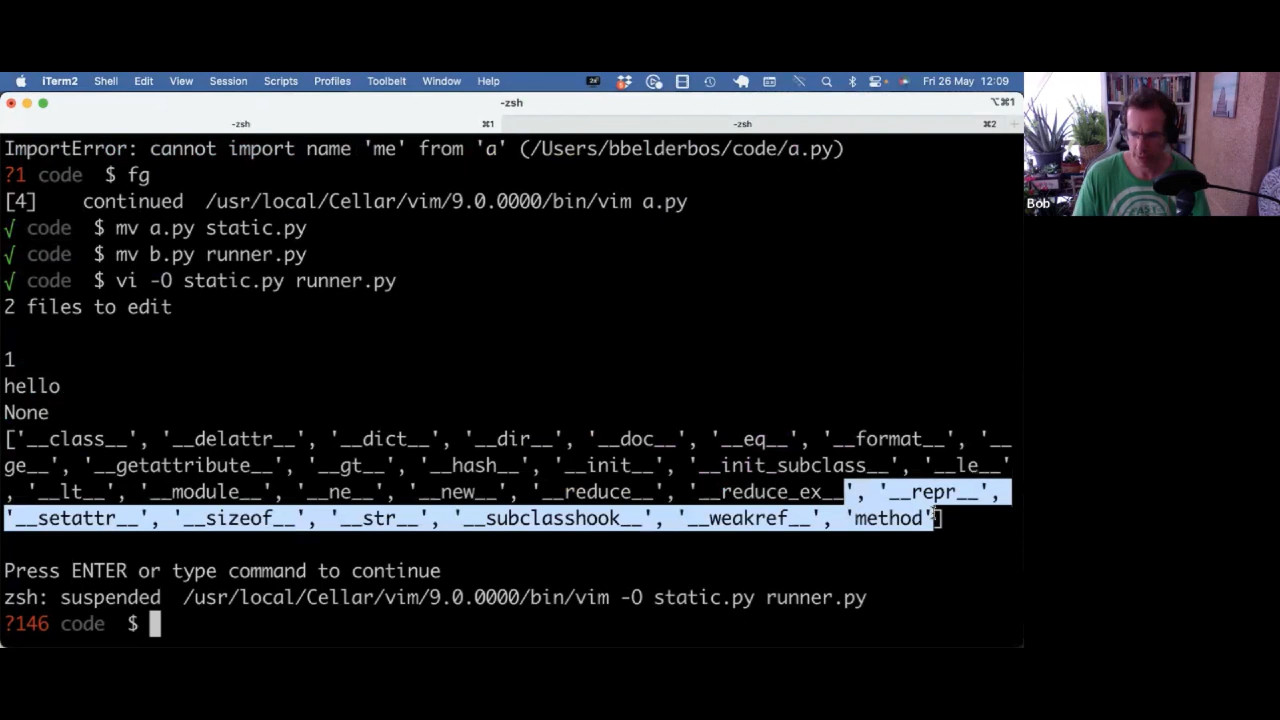 iTerm2 Shell Edit View Session Scripts Profiles Toolbelt Window Help Fri 26 May 12:09
-zsh ⌥⌘1
-zsh ⌘1 -zsh ⌘2
ImportError: cannot import name 'me' from 'a' (/Users/bbelderbos/code/a.py)
?1 code $ fg
[4] continued /usr/local/Cellar/vim/9.0.0000/bin/vim a.py
√ code $ mv a.py static.py
√ code $ mv b.py runner.py
√ code $ vi -O static.py runner.py
2 files to edit
1
hello
None
['__class__', '__delattr__', '__dict__', '__dir__', '__doc__', '__eq__', '__format__', '__
ge__', '__getattribute__', '__gt__', '__hash__', '__init__', '__init_subclass__', '__le__'
, '__lt__', '__module__', '__ne__', '__new__', '__reduce__', '__reduce_ex__', '__repr__',
'__setattr__', '__sizeof__', '__str__', '__subclasshook__', '__weakref__', 'method']
Press ENTER or type command to continue
zsh: suspended /usr/local/Cellar/vim/9.0.0000/bin/vim -O static.py runner.py
?146 code $
Bob